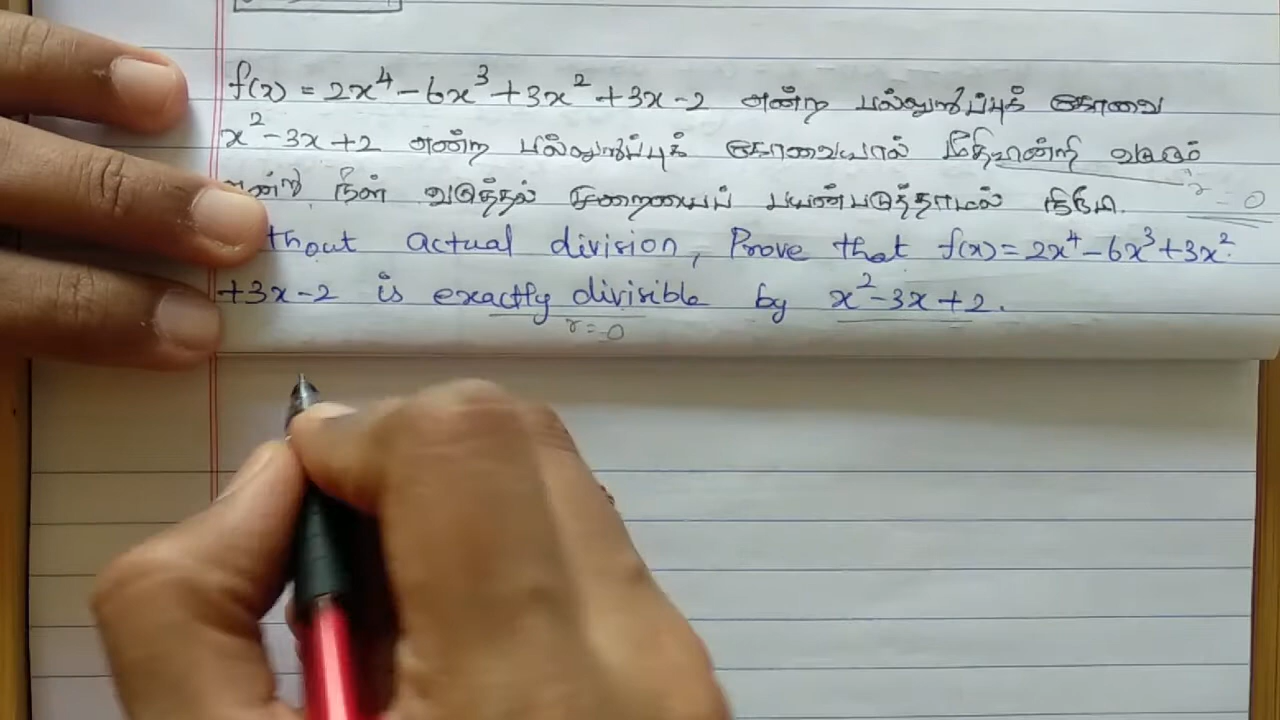 f(x) = 2x⁴ - 6x³ + 3x² + 3x - 2 என்ற பல்லுறுப்புக் கோவை
x² - 3x + 2 என்ற பல்லுறுப்புக் கோவையால் மீதியின்றி வகுபடும்
என்று நீள் வகுத்தல் முறையைப் பயன்படுத்தாமல் நிரூபி. r = 0
thout actual division, Prove that f(x) = 2x⁴ - 6x³ + 3x²
+ 3x - 2 is exactly divisible by x² - 3x + 2.
r = 0